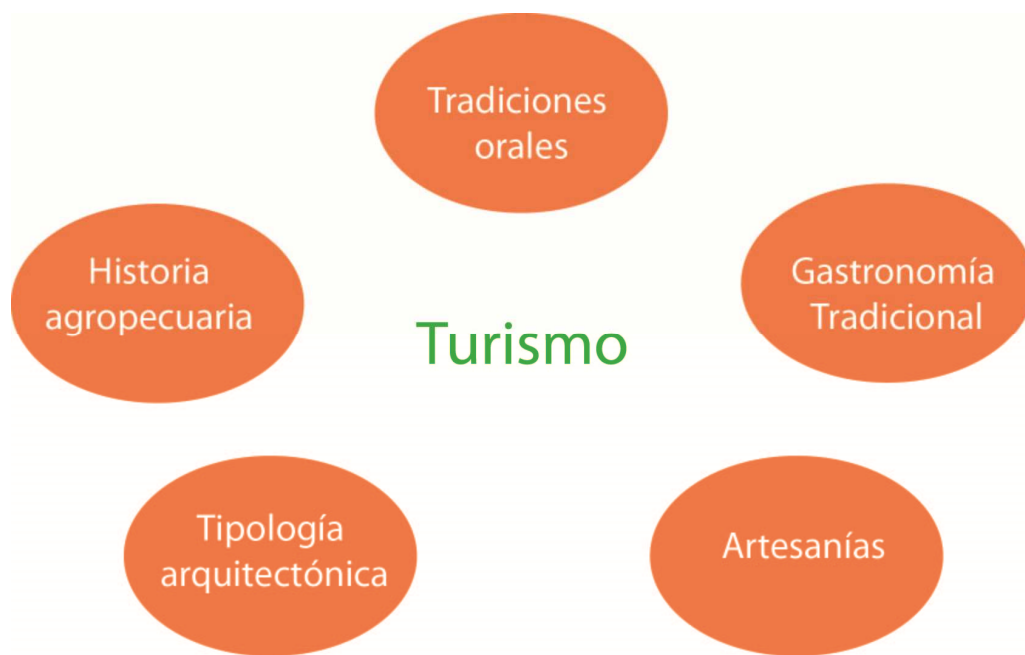 Tradiciones
orales
Historia
agropecuaria
Gastronomía
Tradicional
Turismo
Tipología
arquitectónica
Artesanías